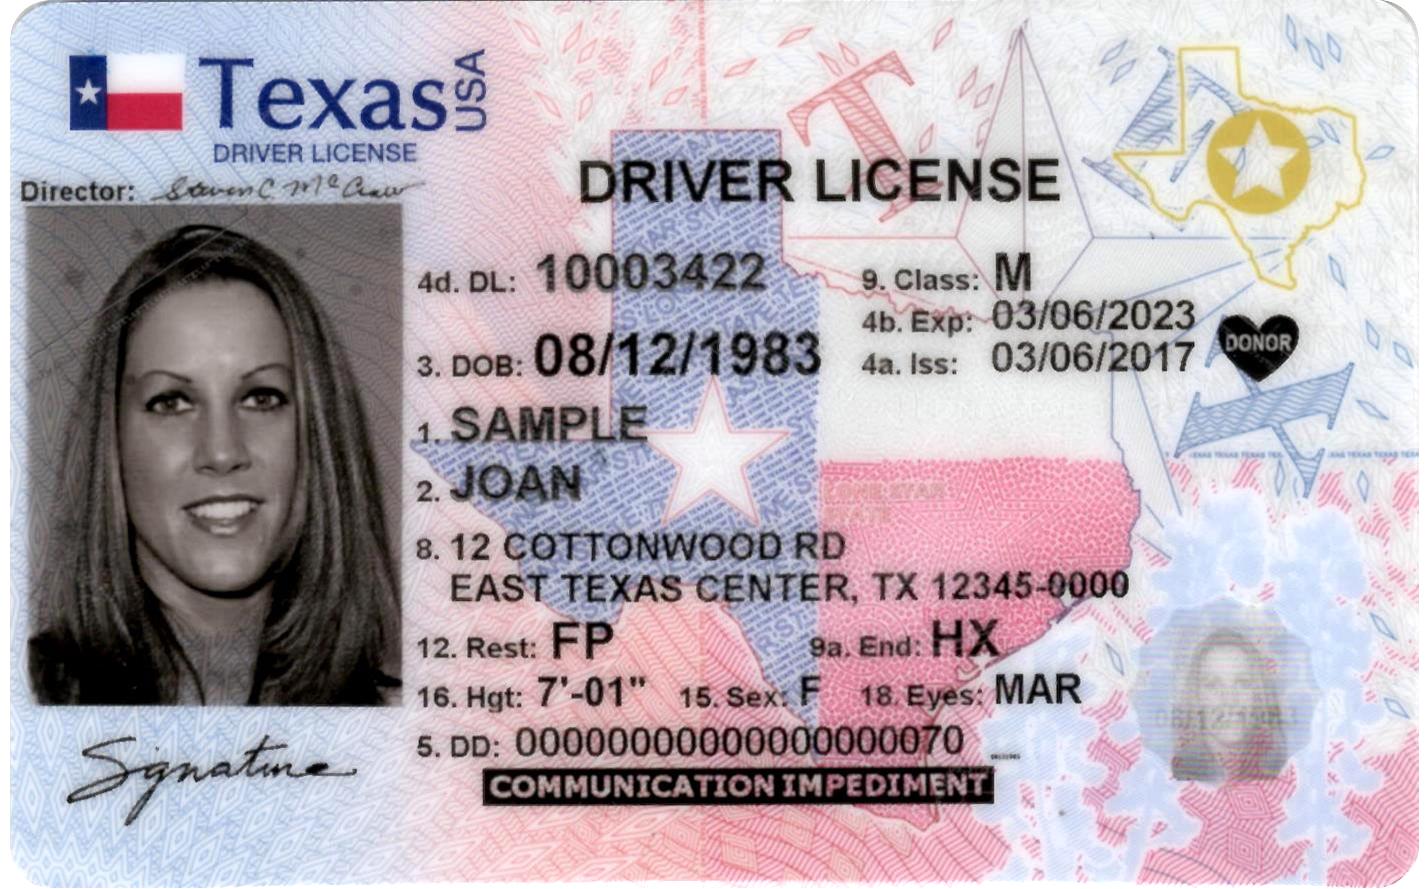 Texas USA
DRIVER LICENSE
Director: Steven C McCraw
DRIVER LICENSE
4d. DL: 10003422
9. Class: M
4b. Exp: 03/06/2023
3. DOB: 08/12/1983
4a. Iss: 03/06/2017
DONOR
1. SAMPLE
2. JOAN
8. 12 COTTONWOOD RD
EAST TEXAS CENTER, TX 12345-0000
12. Rest: FP
9a. End: HX
16. Hgt: 7'-01" 15. Sex: F 18. Eyes: MAR
5. DD: 00000000000000000000070
COMMUNICATION IMPEDIMENT
Signature
08/12/1983